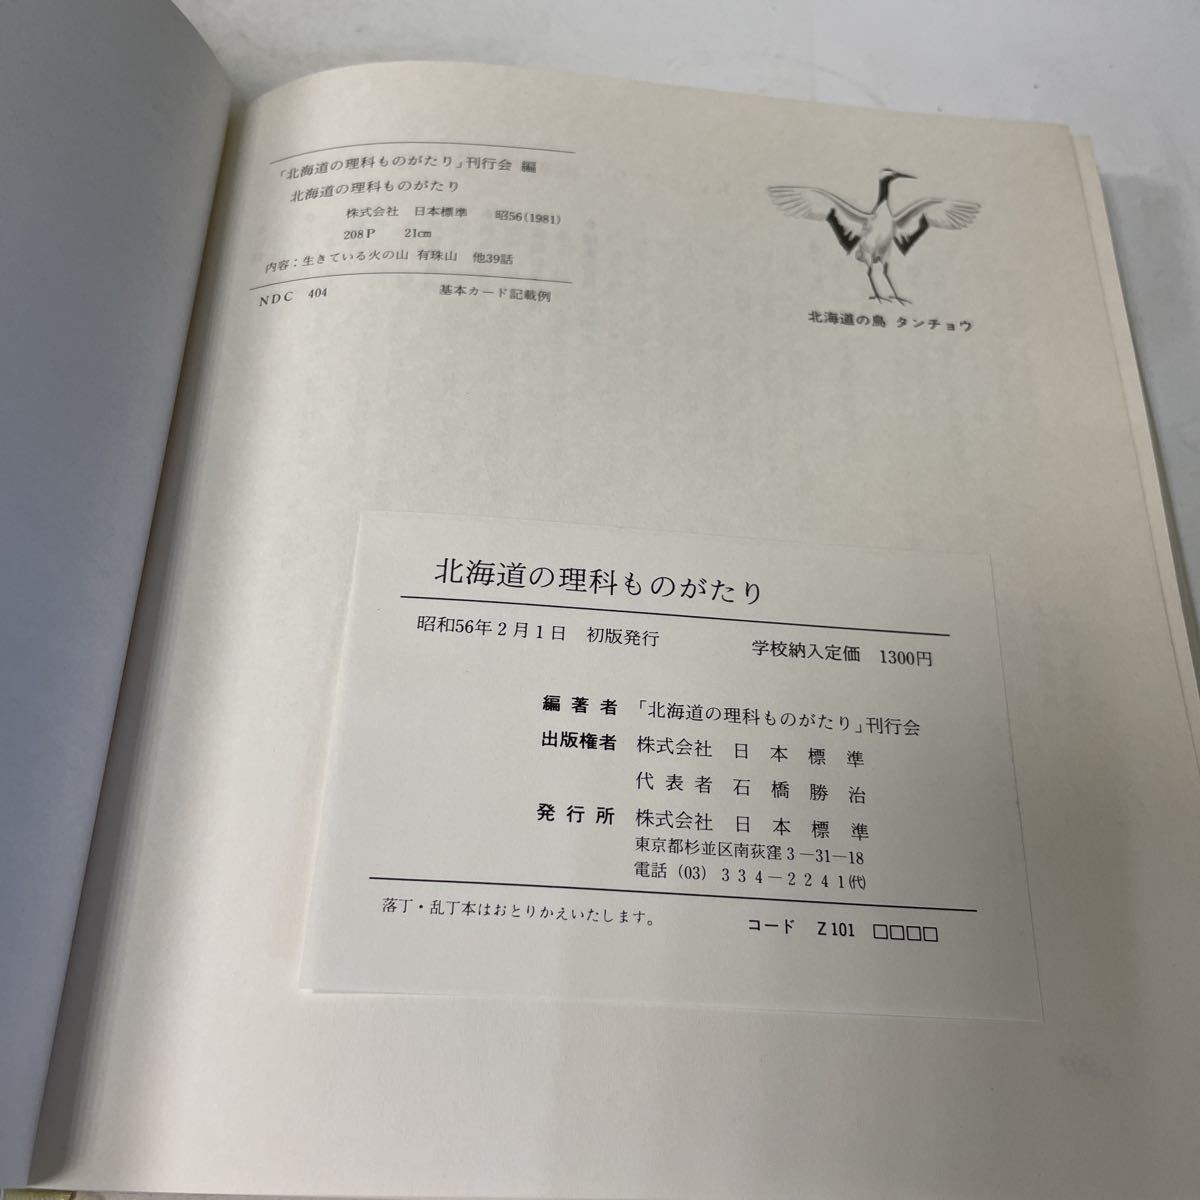 「北海道の理科ものがたり」刊行会 編
北海道の理科ものがたり
株式会社 日本標準 昭56(1981)
208P 21cm
内容：生きている火の山 有珠山 他39話
NDC 404 基本カード記載例
北海道の鳥 タンチョウ
北海道の理科ものがたり
昭和56年2月1日 初版発行 学校納入定価 1300円
編著者 「北海道の理科ものがたり」刊行会
出版権者 株式会社 日本標準
代表者 石橋勝治
発行所 株式会社 日本標準
東京都杉並区南荻窪3－31－18
電話 (03) 334－2241(代)
落丁・乱丁本はおとりかえいたします。 コード Z101 □□□□